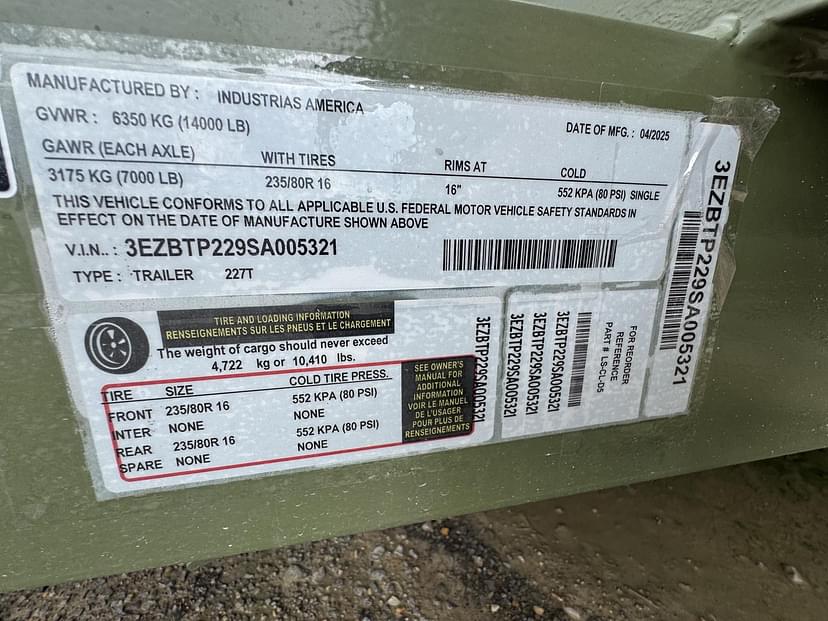 MANUFACTURED BY : INDUSTRIAS AMERICA
GVWR : 6350 KG (14000 LB)
DATE OF MFG. : 04/2025
GAWR (EACH AXLE) WITH TIRES RIMS AT COLD
3175 KG (7000 LB) 235/80R 16 16" 552 KPA (80 PSI) SINGLE
THIS VEHICLE CONFORMS TO ALL APPLICABLE U.S. FEDERAL MOTOR VEHICLE SAFETY STANDARDS IN
EFFECT ON THE DATE OF MANUFACTURE SHOWN ABOVE
V.I.N.. : 3EZBTP229SA005321
TYPE : TRAILER 227T
3EZBTP229SA005321
TIRE AND LOADING INFORMATION
RENSEIGNEMENTS SUR LES PNEUS ET LE CHARGEMENT
The weight of cargo should never exceed
4,722 kg or 10,410 lbs.
TIRE SIZE COLD TIRE PRESS.
FRONT 235/80R 16 552 KPA (80 PSI)
INTER NONE NONE
REAR 235/80R 16 552 KPA (80 PSI)
SPARE NONE NONE
SEE OWNER'S
MANUAL FOR
ADDITIONAL
INFORMATION
VOIR LE MANUEL
DE L'USAGER
POUR PLUS DE
RENSEIGNEMENTS
3EZBTP229SA005321
3EZBTP229SA005321
3EZBTP229SA005321
3EZBTP229SA005321
FOR REORDER
REFERENCE
PART # LS-CL-D5